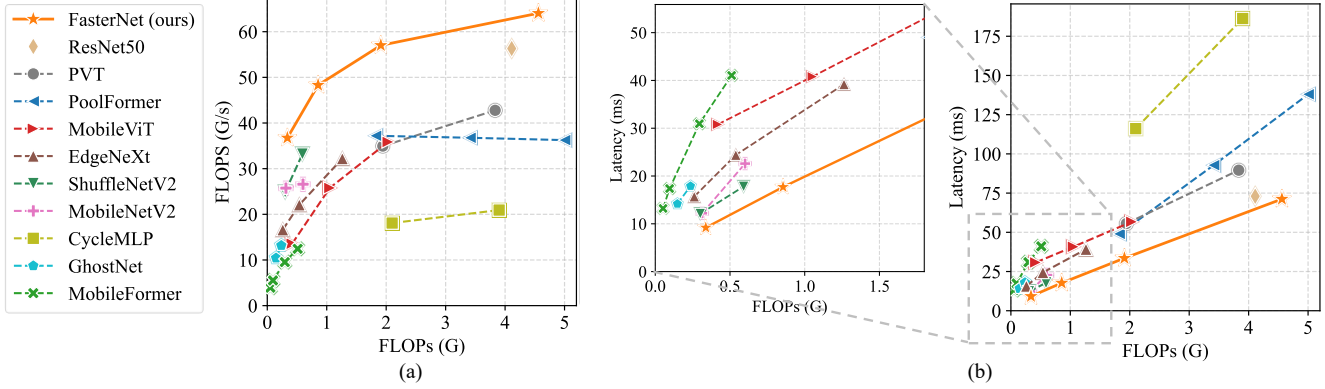 FasterNet (ours)
ResNet50
PVT
PoolFormer
MobileViT
EdgeNeXt
ShuffleNetV2
MobileNetV2
CycleMLP
GhostNet
MobileFormer
FLOPS (G/s)
60
50
40
30
20
10
0
0 1 2 3 4 5
FLOPs (G)
(a)
Latency (ms)
50
40
30
20
10
0
0.0 0.5 1.0 1.5
FLOPs (G)
Latency (ms)
175
150
125
100
75
50
25
0
0 1 2 3 4 5
FLOPs (G)
(b)